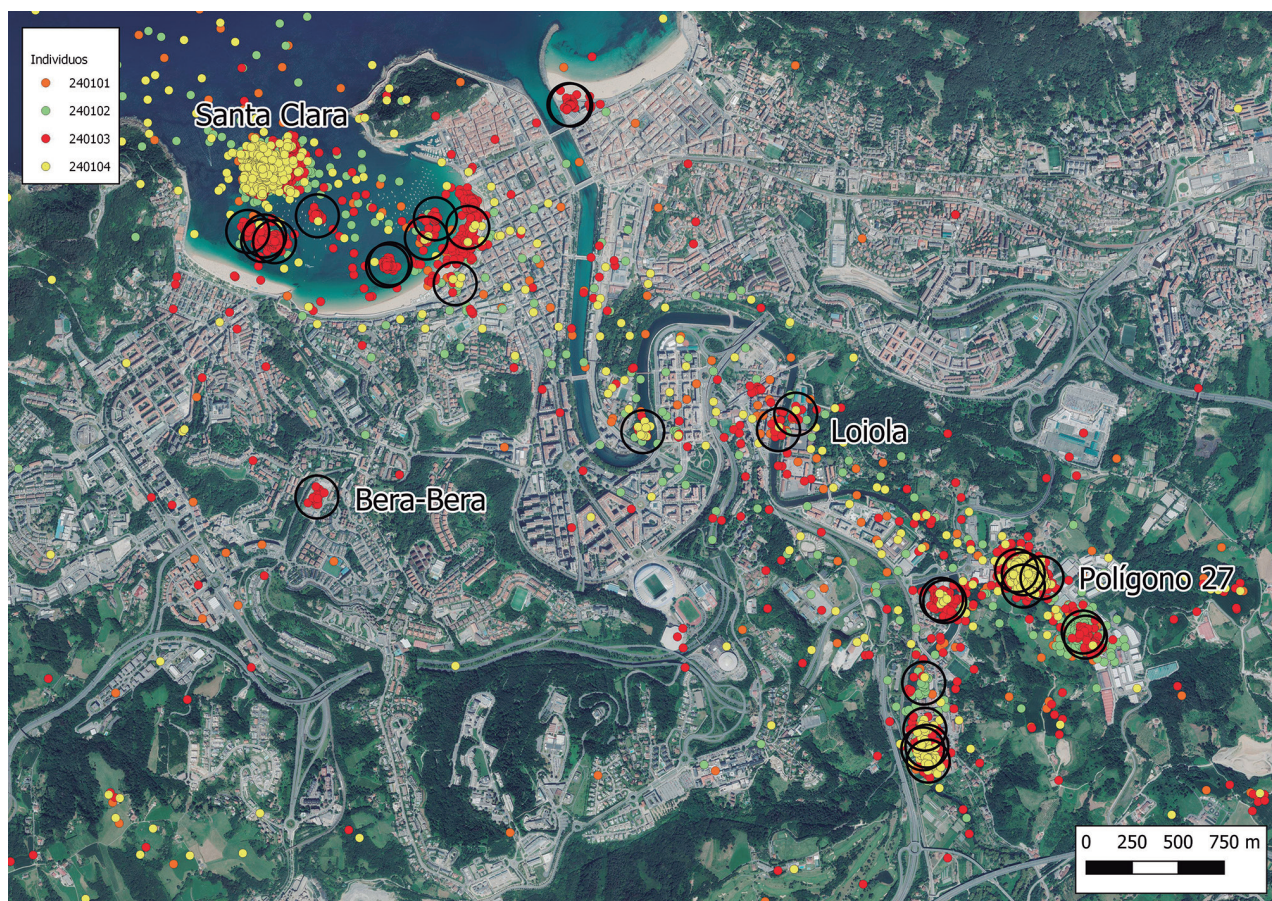 Individuos
240101
240102
240103
240104
Santa Clara
Loiola
Bera-Bera
Polígono 27
0 250 500 750 m